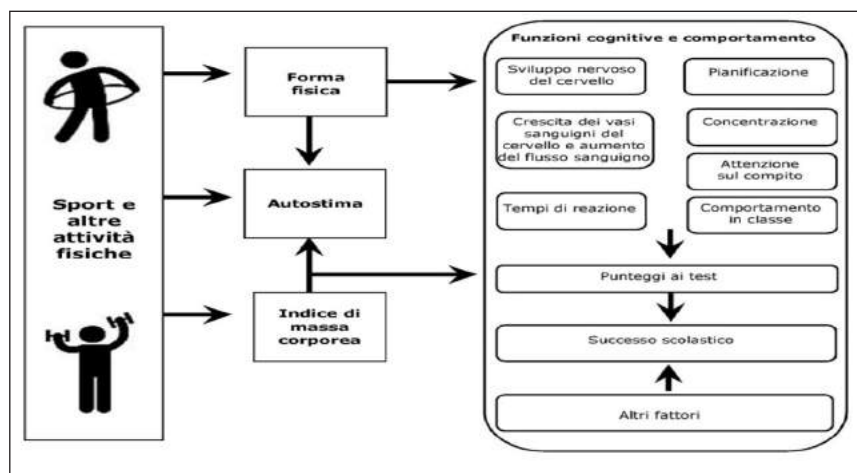 Sport e
altre
attività
fisiche
Forma
fisica
Autostima
Indice di
massa
corporea
Funzioni cognitive e comportamento
Sviluppo nervoso
del cervello
Crescita dei vasi
sanguigni del
cervello e aumento
del flusso sanguigno
Tempi di reazione
Pianificazione
Concentrazione
Attenzione
sul compito
Comportamento
in classe
Punteggi ai test
Successo scolastico
Altri fattori